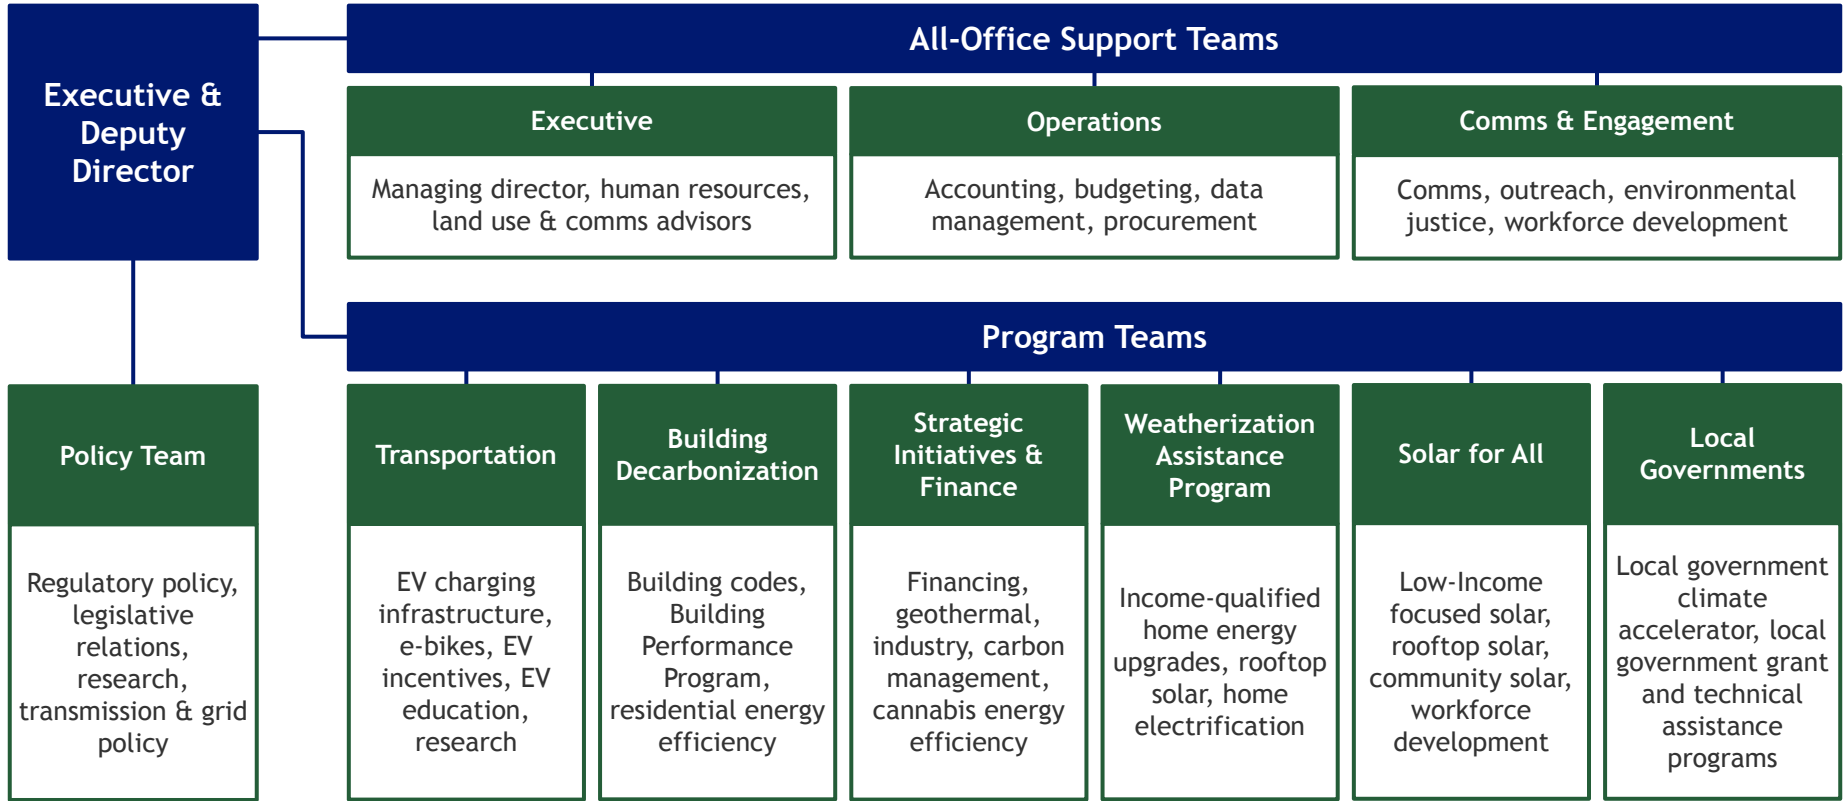 Executive &
Deputy
Director
All-Office Support Teams
Executive
Managing director, human resources,
land use & comms advisors
Operations
Accounting, budgeting, data
management, procurement
Comms & Engagement
Comms, outreach, environmental
justice, workforce development
Program Teams
Policy Team
Regulatory policy,
legislative
relations,
research,
transmission & grid
policy
Transportation
EV charging
infrastructure,
e-bikes, EV
incentives, EV
education,
research
Building
Decarbonization
Building codes,
Building
Performance
Program,
residential energy
efficiency
Strategic
Initiatives &
Finance
Financing,
geothermal,
industry, carbon
management,
cannabis energy
efficiency
Weatherization
Assistance
Program
Income-qualified
home energy
upgrades, rooftop
solar, home
electrification
Solar for All
Low-Income
focused solar,
rooftop solar,
community solar,
workforce
development
Local
Governments
Local government
climate
accelerator, local
government grant
and technical
assistance
programs